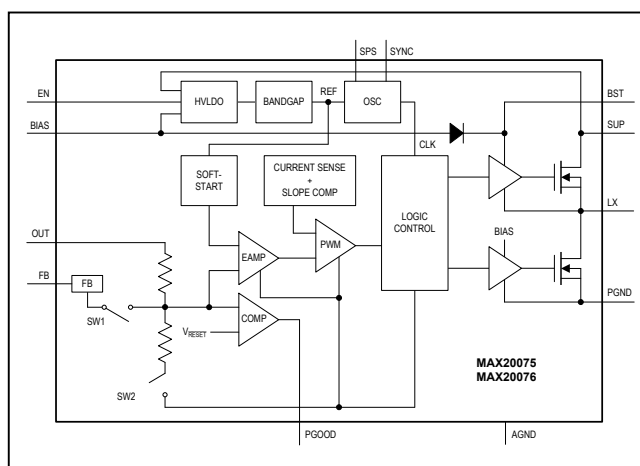 SPS SYNC
EN
HVLDO
BANDGAP
REF
OSC
BST
BIAS
SUP
CLK
SOFT-
START
CURRENT SENSE
+
SLOPE COMP
LOGIC
CONTROL
LX
OUT
EAMP
PWM
BIAS
FB
FB
SW1
COMP
VRESET
PGND
SW2
MAX20075
MAX20076
PGOOD
AGND